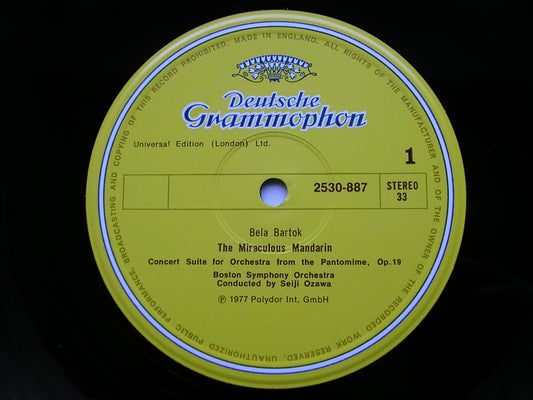 MADE IN ENGLAND. ALL RIGHTS OF THE MANUFACTURER AND OF THE OWNER OF THE RECORDED WORK RESERVED. UNAUTHORIZED PUBLIC PERFORMANCE, BROADCASTING AND COPYING OF THIS RECORD PROHIBITED.
Deutsche
Grammophon
Universal Edition (London) Ltd.
1
2530-887
STEREO
33
Bela Bartok
The Miraculous Mandarin
Concert Suite for Orchestra from the Pantomime, Op.19
Boston Symphony Orchestra
Conducted by Seiji Ozawa
℗ 1977 Polydor Int. GmbH